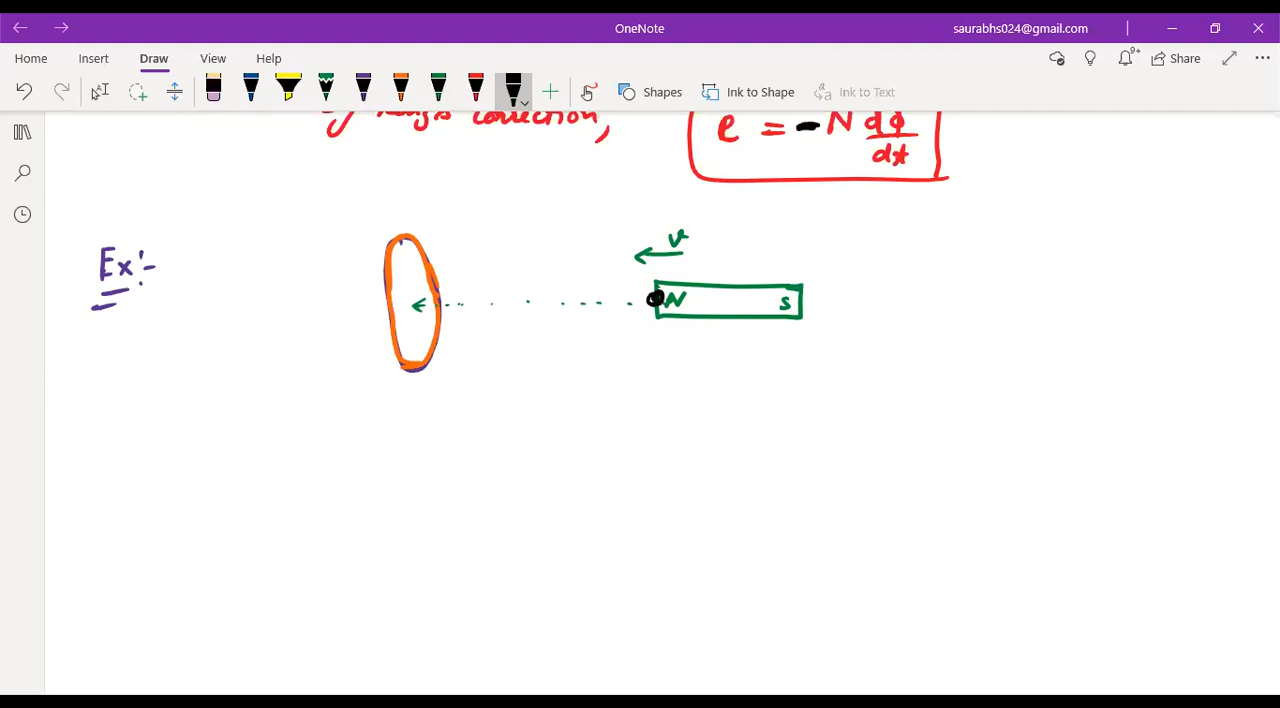 OneNote
saurabhs024@gmail.com
Home Insert Draw View Help
Share
Shapes Ink to Shape Ink to Text
correction,
e = -N dφ/dt
Ex:-
v
N S